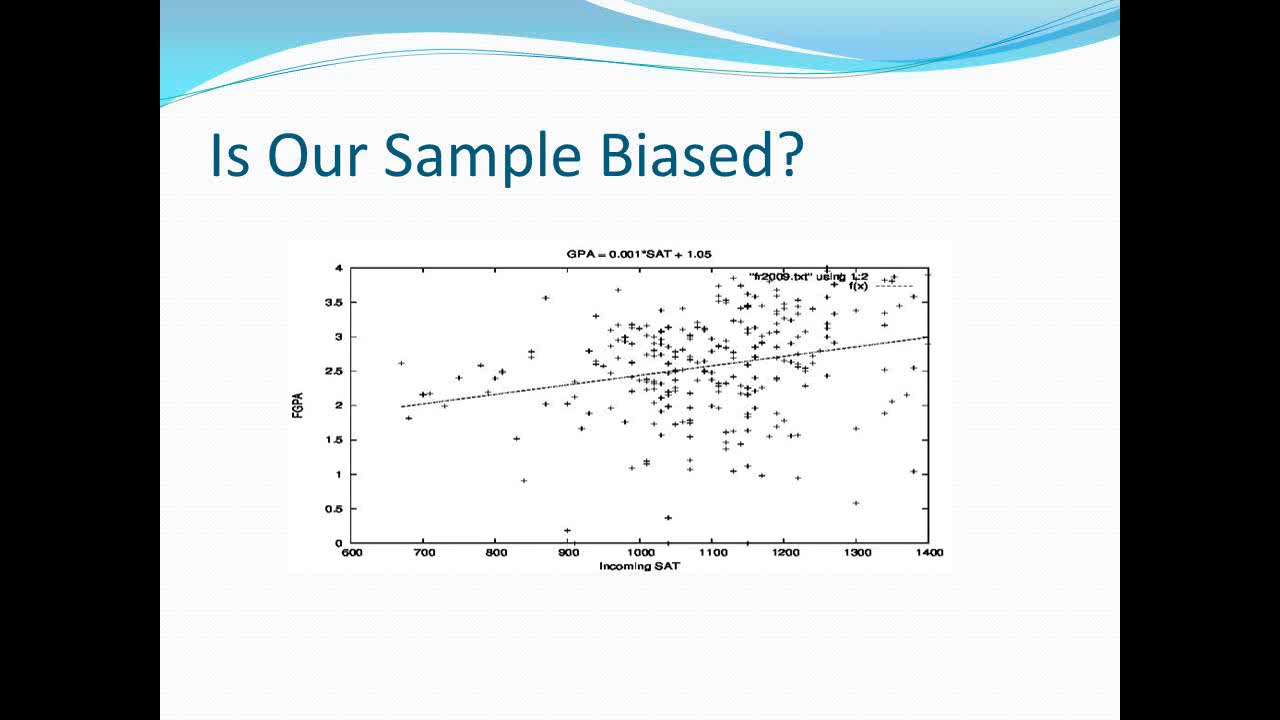 Is Our Sample Biased?
GPA = 0.001*SAT + 1.05
"fr2009.txt" using 1:2
f(x)
4
3.5
3
2.5
2
1.5
1
0.5
0
FGPA
600 700 800 900 1000 1100 1200 1300 1400
Incoming SAT